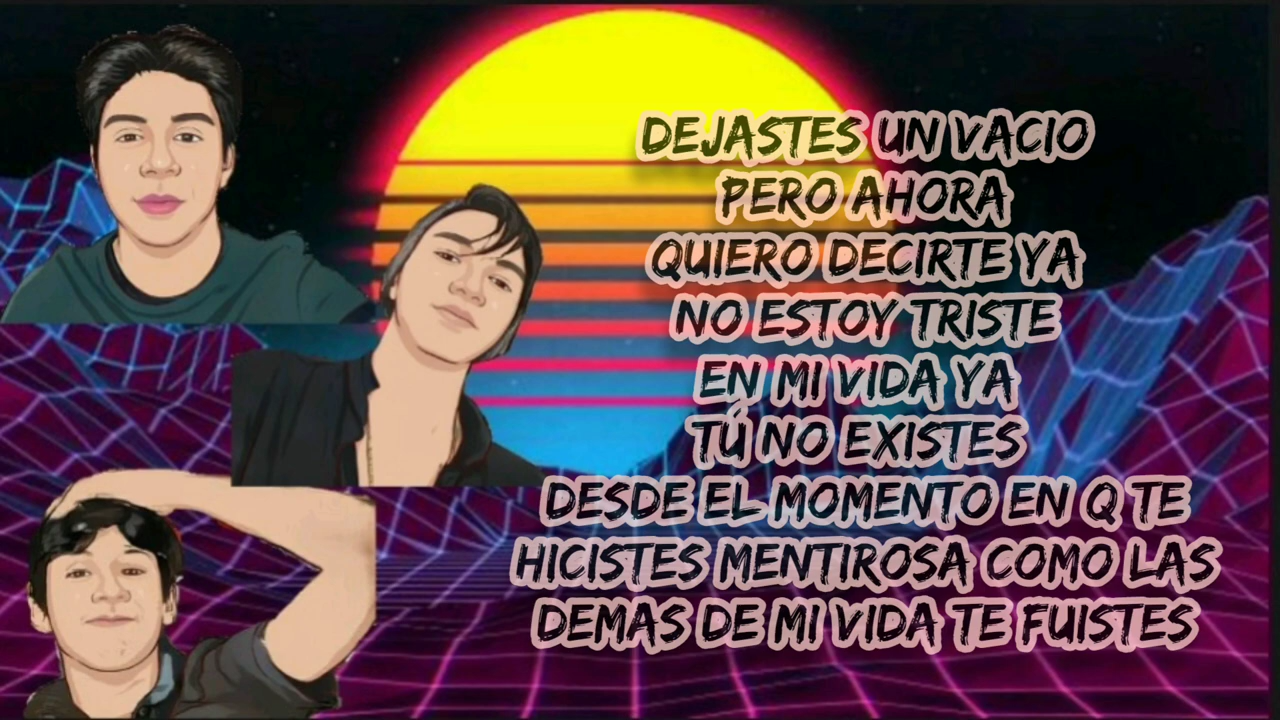 DEJASTES UN VACIO
PERO AHORA
QUIERO DECIRTE YA
NO ESTOY TRISTE
EN MI VIDA YA
TÚ NO EXISTES
DESDE EL MOMENTO EN Q TE
HICISTES MENTIROSA COMO LAS
DEMAS DE MI VIDA TE FUISTES